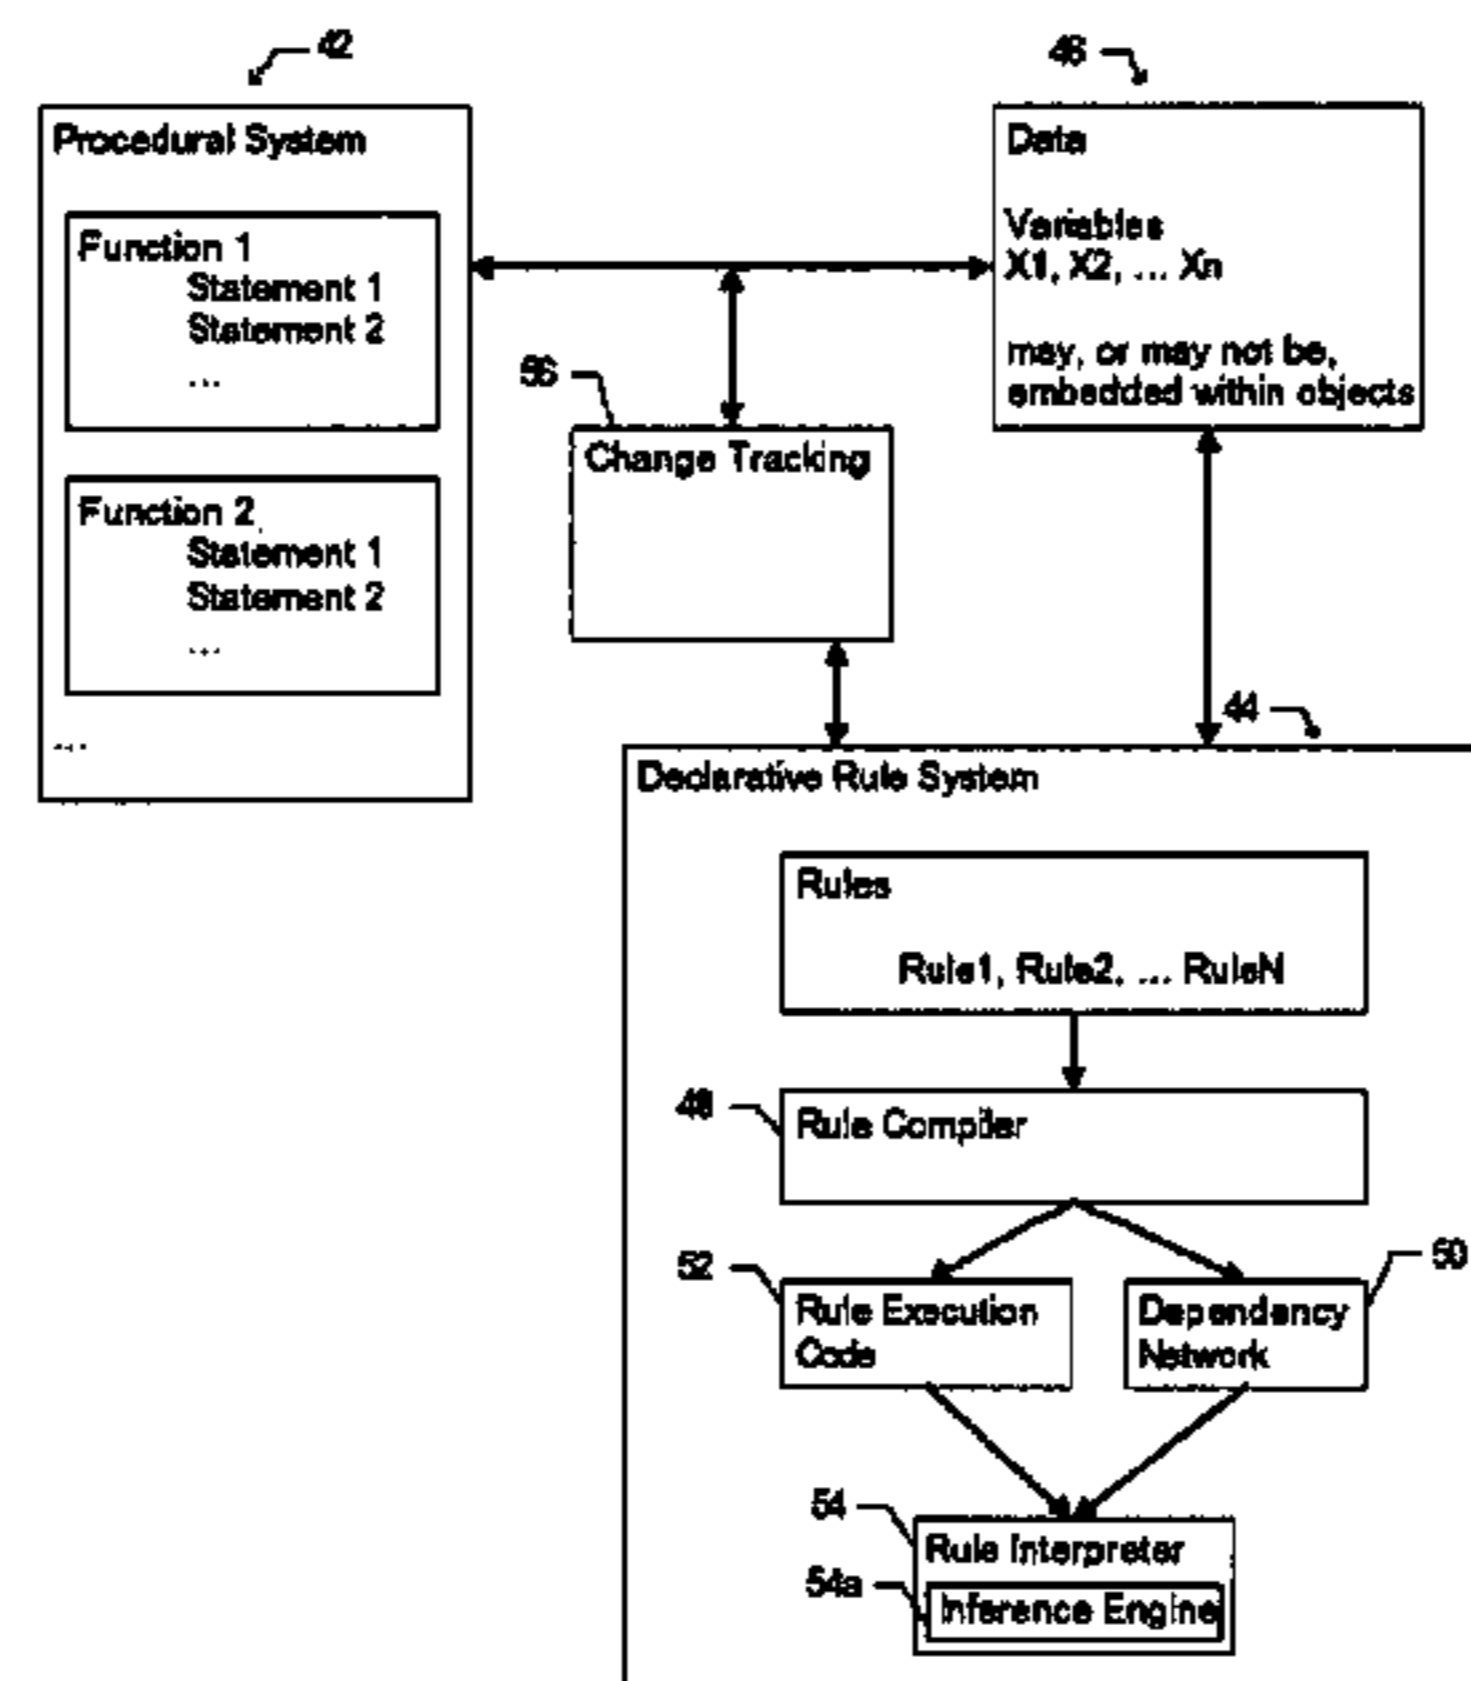 42
Procedural System
Function 1
Statement 1
Statement 2
...
Function 2
Statement 1
Statement 2
...
...
46
Data
Variables
X1, X2, ... Xn
may, or may not be,
embedded within objects
56
Change Tracking
44
Declarative Rule System
Rules
Rule1, Rule2, ... RuleN
48
Rule Compiler
52
Rule Execution
Code
50
Dependency
Network
54
Rule Interpreter
54a
Inference Engine